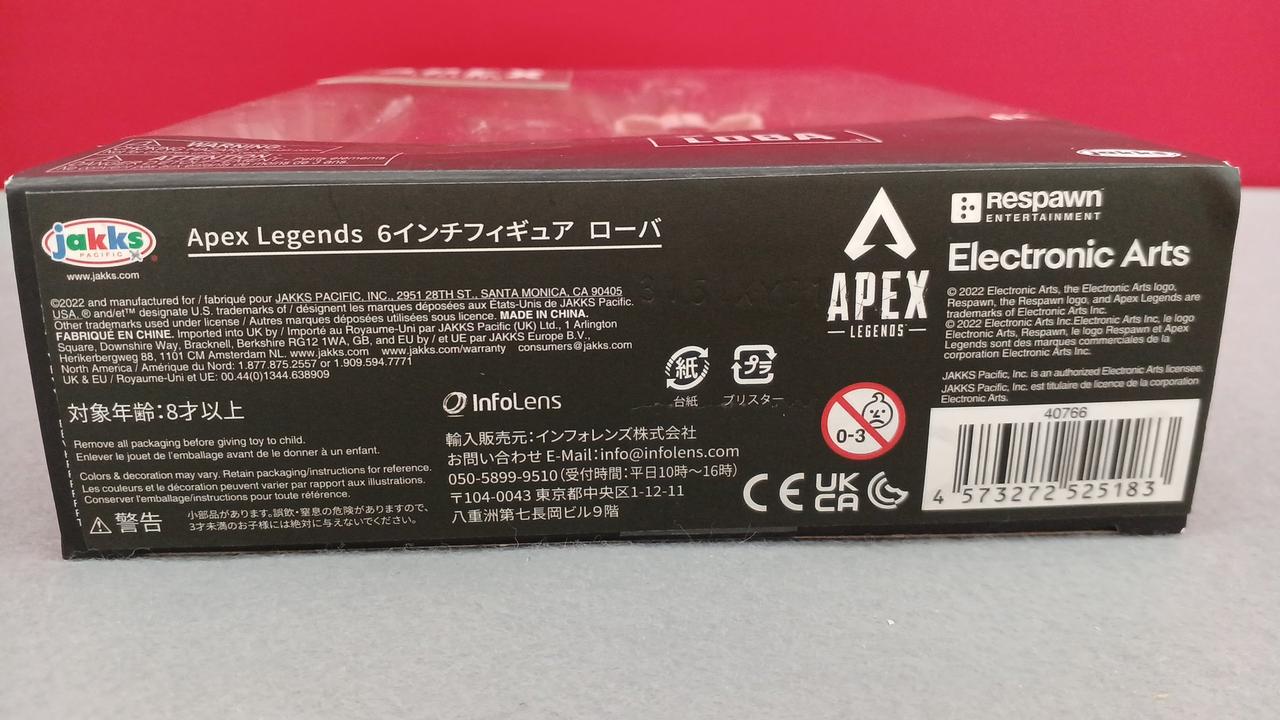 WARNING:
ATTENTION:
LOBA
jakks
jakks
PACIFIC
www.jakks.com
Apex Legends 6インチフィギュア ローバ
©2022 and manufactured for / fabriqué pour JAKKS PACIFIC, INC., 2951 28TH ST., SANTA MONICA, CA 90405
USA. ® and/et™ designate U.S. trademarks of / désignent les marques déposées aux États-Unis de JAKKS Pacific.
Other trademarks used under license / Autres marques déposées utilisées sous licence. MADE IN CHINA.
FABRIQUÉ EN CHINE. Imported into UK by / Importé au Royaume-Uni par JAKKS Pacific (UK) Ltd., 1 Arlington
Square, Downshire Way, Bracknell, Berkshire RG12 1WA, GB, and EU by / et UE par JAKKS Europe B.V.,
Herikerbergweg 88, 1101 CM Amsterdam NL. www.jakks.com www.jakks.com/warranty consumers@jakks.com
North America / Amérique du Nord: 1.877.875.2557 or 1.909.594.7771
UK & EU / Royaume-Uni et UE: 00.44(0)1344.638909
対象年齢:8才以上
Remove all packaging before giving toy to child.
Enlever le jouet de l'emballage avant de le donner à un enfant.
Colors & decoration may vary. Retain packaging/instructions for reference.
Les couleurs et le décoration peuvent varier par rapport aux illustrations.
Conserver l'emballage/instructions pour toute référence.
警告
小部品があります。誤飲・窒息の危険がありますので、
3才未満のお子様には絶対に与えないでください。
InfoLens
輸入販売元:インフォレンズ株式会社
お問い合わせ E-Mail:info@infolens.com
050-5899-9510(受付時間:平日10時〜16時)
〒104-0043 東京都中央区1-12-11
八重洲第七長岡ビル9階
紙
台紙
プラ
ブリスター
APEX
LEGENDS™
0-3
CE
UK
CA
Respawn
ENTERTAINMENT
Electronic Arts
© 2022 Electronic Arts, the Electronic Arts logo,
Respawn, the Respawn logo, and Apex Legends are
trademarks of Electronic Arts Inc.
© 2022 Electronic Arts Inc.Electronic Arts Inc, le logo
Electronic Arts, Respawn, le logo Respawn et Apex
Legends sont des marques commerciales de la
corporation Electronic Arts Inc.
JAKKS Pacific, Inc. is an authorized Electronic Arts licensee.
JAKKS Pacific, Inc. est titulaire de licence de la corporation
Electronic Arts.
40766
4 573272 525183